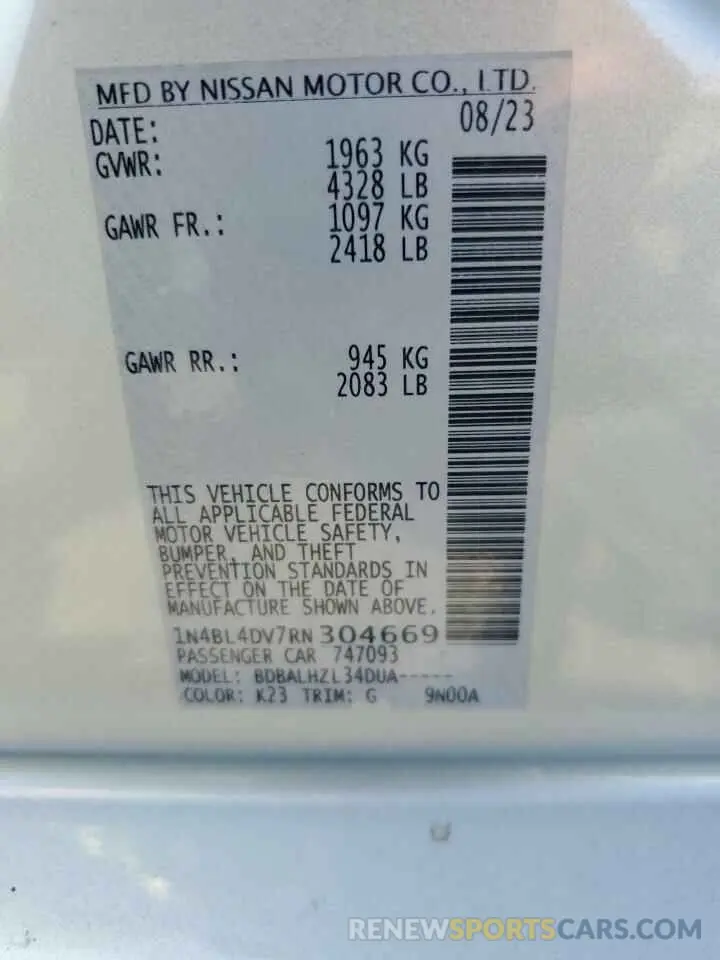 MFD BY NISSAN MOTOR CO., LTD.
DATE: 08/23
GVWR: 1963 KG
4328 LB
GAWR FR.: 1097 KG
2418 LB
GAWR RR.: 945 KG
2083 LB
THIS VEHICLE CONFORMS TO
ALL APPLICABLE FEDERAL
MOTOR VEHICLE SAFETY,
BUMPER, AND THEFT
PREVENTION STANDARDS IN
EFFECT ON THE DATE OF
MANUFACTURE SHOWN ABOVE.
1N4BL4DV7RN304669
PASSENGER CAR 747093
MODEL: BDBALHZL34DUA-----
COLOR: K23 TRIM: G 9N00A
RENEWSPORTSCARS.COM